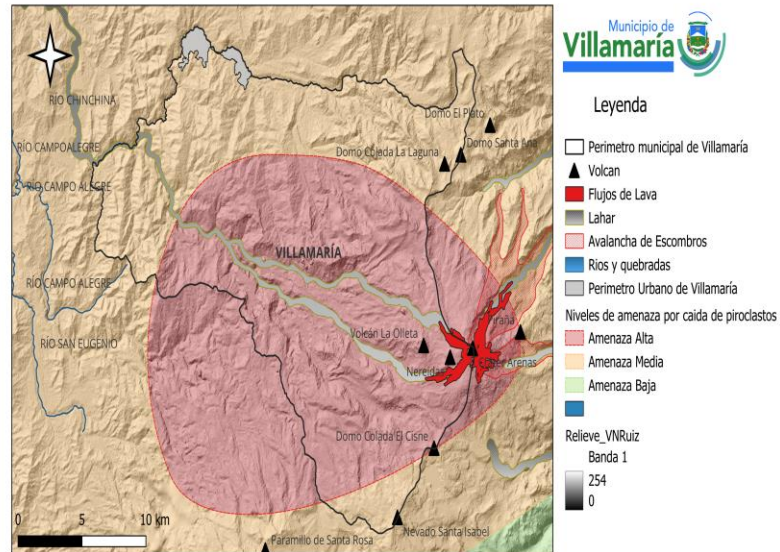 Municipio de
Villamaría
Leyenda
Perimetro municipal de Villamaría
Volcan
Flujos de Lava
Lahar
Avalancha de Escombros
Rios y quebradas
Perimetro Urbano de Villamaría
Niveles de amenaza por caida de piroclastos
Amenaza Alta
Amenaza Media
Amenaza Baja
Relieve_VNRuiz
Banda 1
254
0
RÍO CHINCHINA
RÍO CAMPOALEGRE
RÍO CAMPO ALEGRE
RÍO CAMPO ALEGRE
RÍO SAN EUGENIO
Domo El Plato
Domo Santa Ana
Domo Colada La Laguna
VILLAMARÍA
Volcán La Olleta
Nereidas
Arenas
Domo Colada El Cisne
Nevado Santa Isabel
Paramillo de Santa Rosa
0 5 10 km